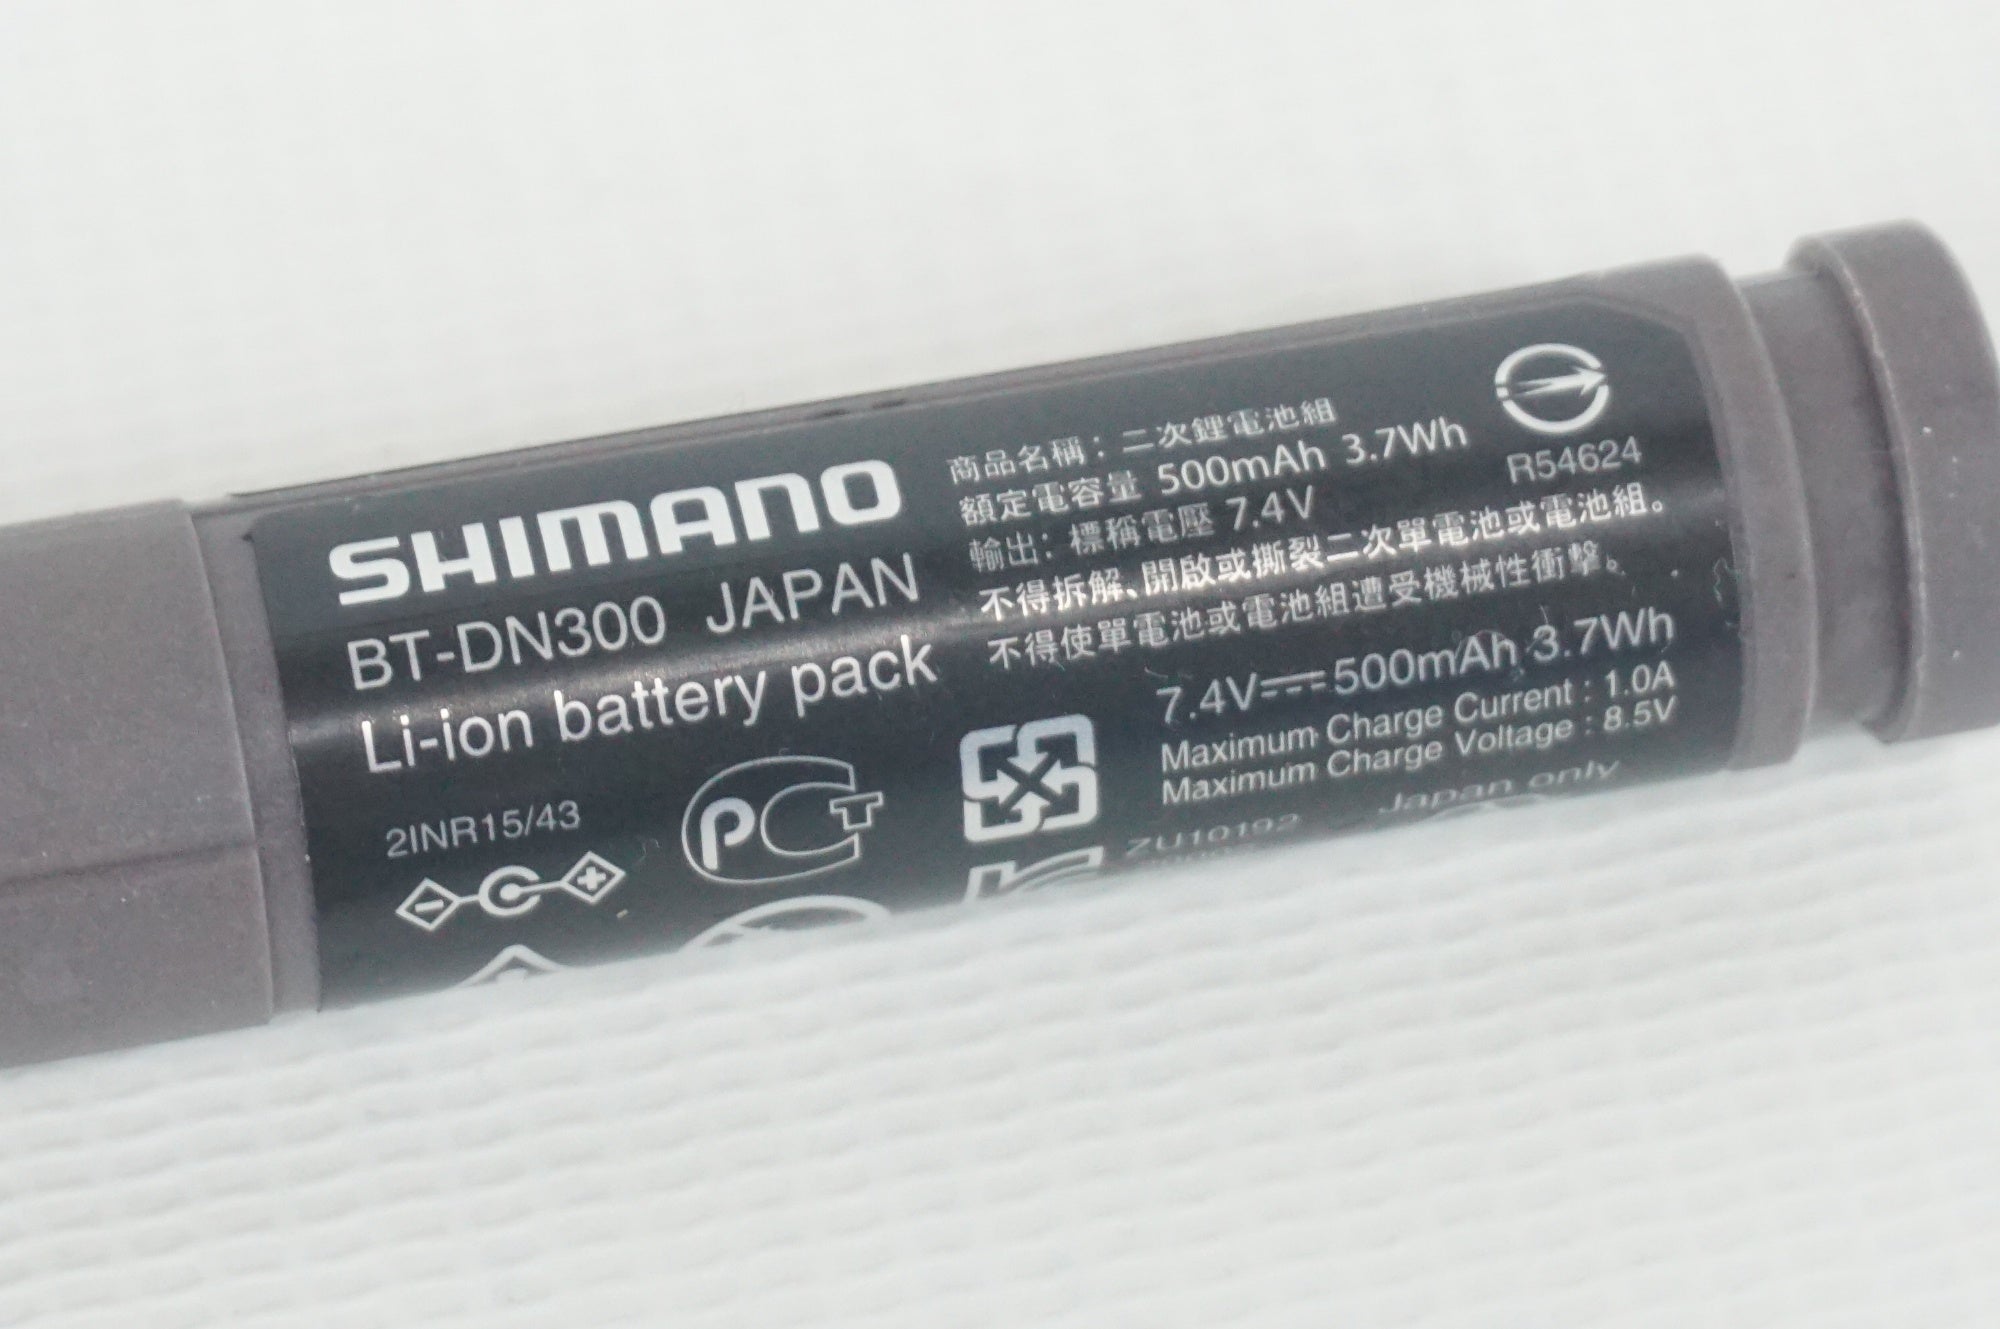 SHIMANO
BT-DN300 JAPAN
Li-ion battery pack
2INR15/43
PCT
商品名稱：二次鋰電池組
額定電容量 500mAh 3.7Wh
輸出：標稱電壓 7.4V
不得拆解、開啟或撕裂二次單電池或電池組。
不得使單電池或電池組遭受機械性衝擊。
R54624
7.4V⎓500mAh 3.7Wh
Maximum Charge Current : 1.0A
Maximum Charge Voltage : 8.5V
ZU10192
Japan only